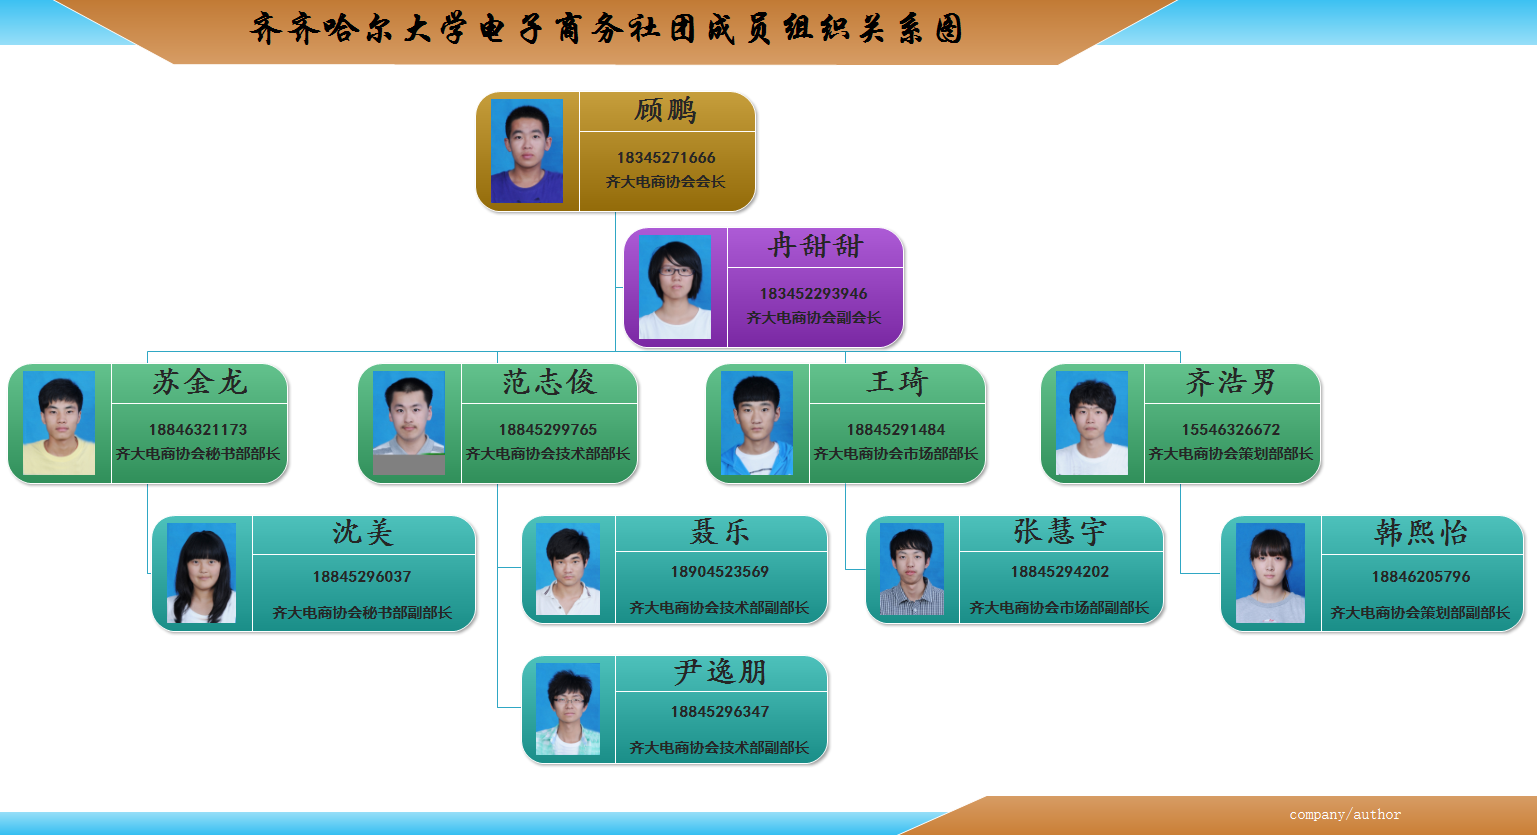 齐齐哈尔大学电子商务社团成员组织关系图
顾鹏
18345271666
齐大电商协会会长
冉甜甜
183452293946
齐大电商协会副会长
苏金龙
18846321173
齐大电商协会秘书部部长
范志俊
18845299765
齐大电商协会技术部部长
王琦
18845291484
齐大电商协会市场部部长
齐浩男
15546326672
齐大电商协会策划部部长
沈美
18845296037
齐大电商协会秘书部副部长
聂乐
18904523569
齐大电商协会技术部副部长
张慧宇
18845294202
齐大电商协会市场部副部长
韩熙怡
18846205796
齐大电商协会策划部副部长
尹逸朋
18845296347
齐大电商协会技术部副部长
company/author